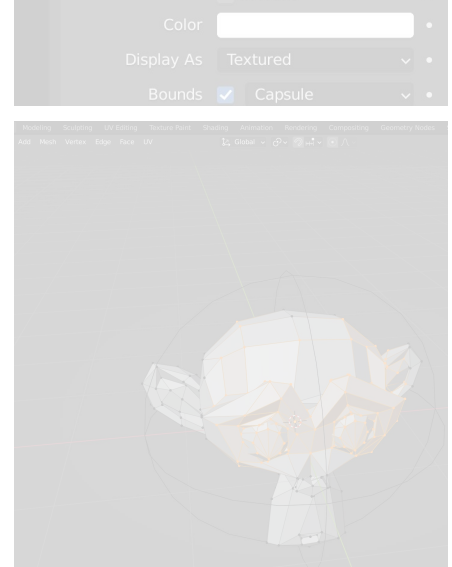 Color
Display As Textured
Bounds Capsule
Modeling Sculpting UV Editing Texture Paint Shading Animation Rendering Compositing Geometry Nodes
Add Mesh Vertex Edge Face UV Global